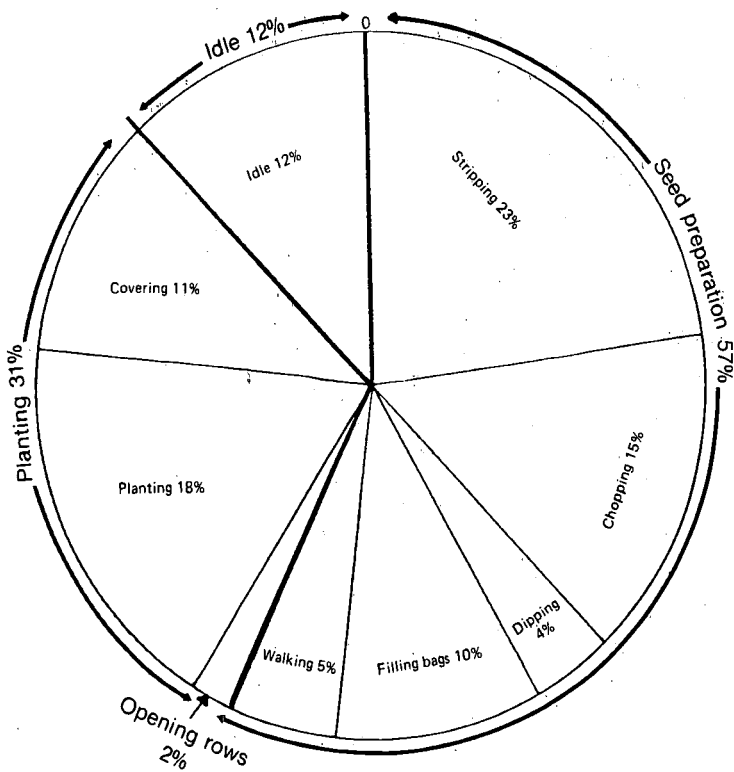 0
Idle 12%
Seed preparation 57%
Planting 31%
Idle 12%
Stripping 23%
Covering 11%
Chopping 15%
Planting 18%
Dipping
4%
Filling bags 10%
Walking 5%
Opening rows
2%